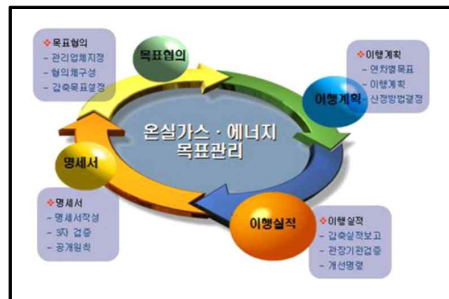 ❖목표협의
- 관리업체지정
- 협의체구성
- 감축목표설정
목표협의
❖이행계획
- 연차별목표
- 이행계획
- 산정방법결정
이행계획
온실가스 · 에너지
목표관리
명세서
❖명세서
- 명세서작성
- 3자 검증
- 공개원칙
이행실적
❖이행실적
- 감축실적보고
- 관장기관검증
- 개선명령